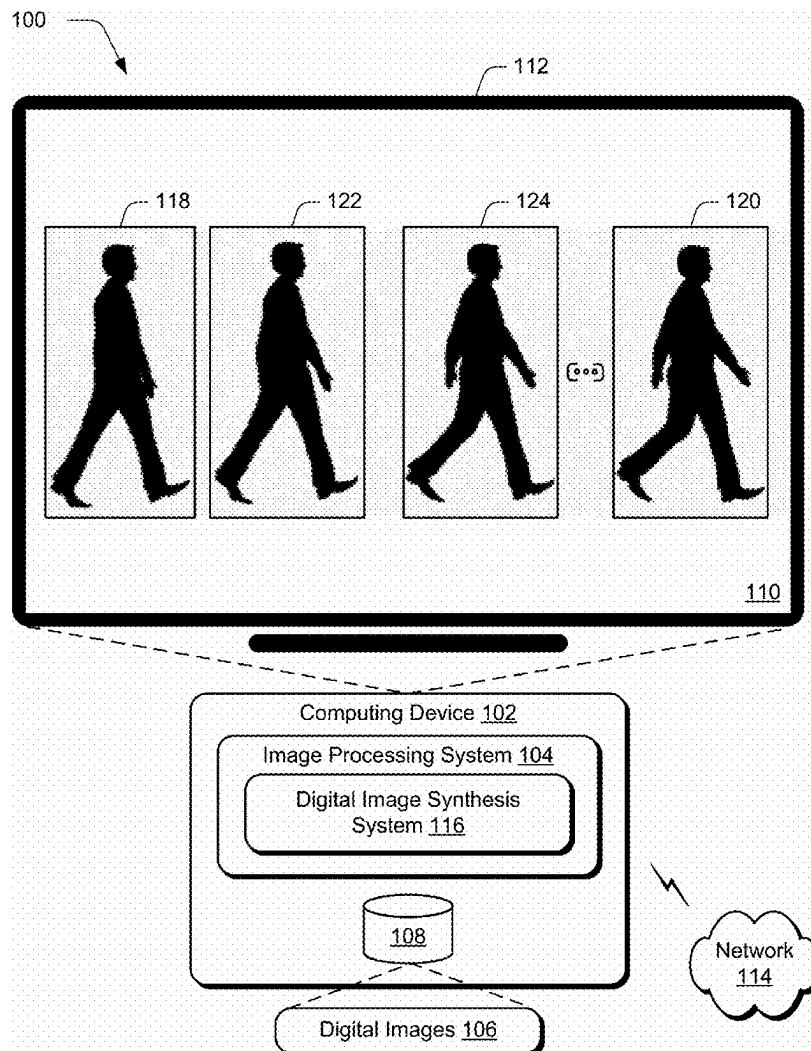 100
112
118
122
124
120
110
Computing Device 102
Image Processing System 104
Digital Image Synthesis
System 116
108
Network
114
Digital Images 106